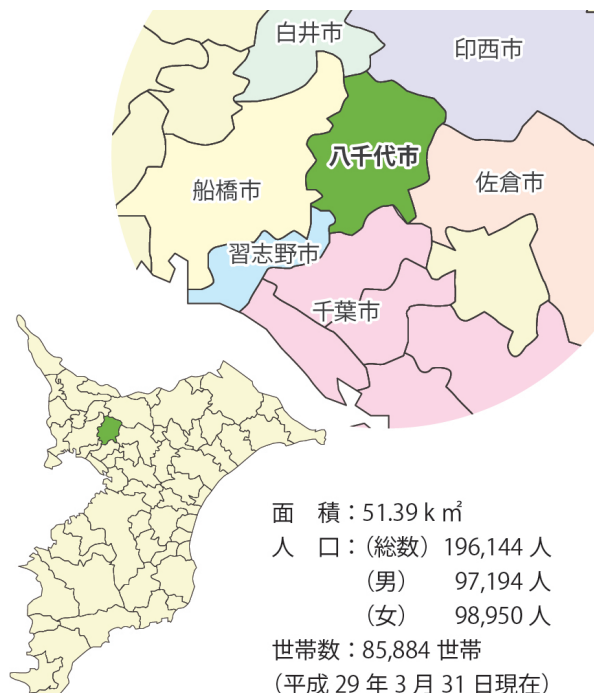 白井市
印西市
八千代市
船橋市
佐倉市
習志野市
千葉市
面　積：51.39ｋ㎡
人　口：（総数）196,144 人
（男）　97,194 人
（女）　98,950 人
世帯数：85,884 世帯
（平成 29 年 3 月 31 日現在）